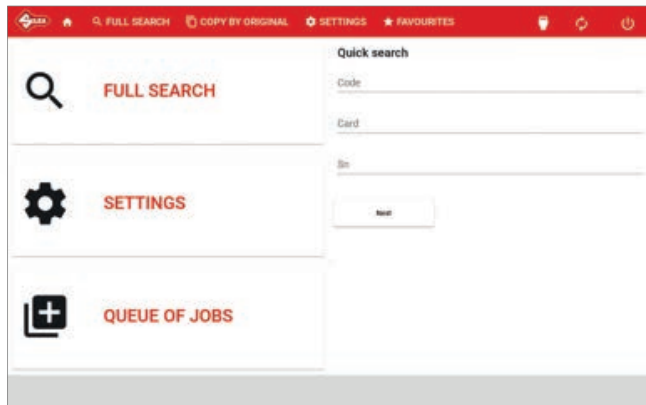 SILCA
FULL SEARCH COPY BY ORIGINAL SETTINGS FAVOURITES
FULL SEARCH
SETTINGS
QUEUE OF JOBS
Quick search
Code
Card
Sn
Next